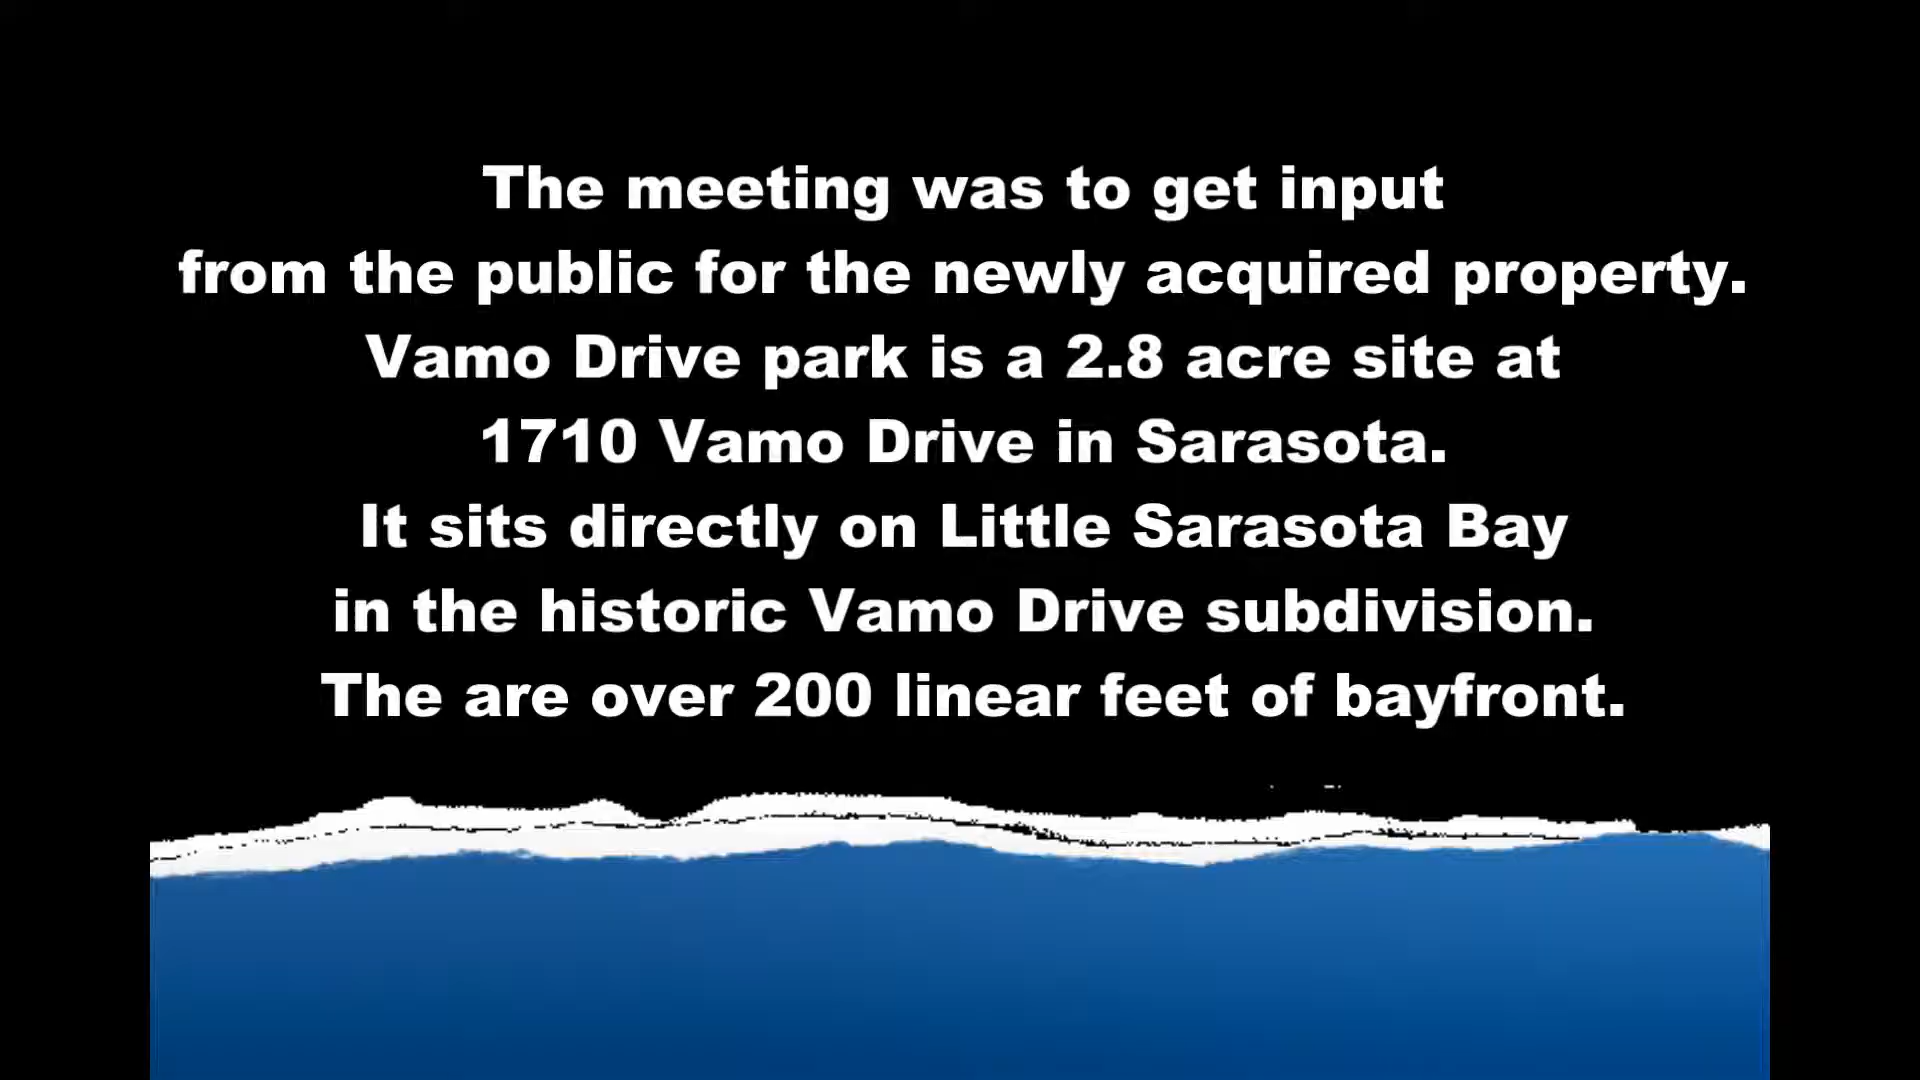 The meeting was to get input
from the public for the newly acquired property.
Vamo Drive park is a 2.8 acre site at
1710 Vamo Drive in Sarasota.
It sits directly on Little Sarasota Bay
in the historic Vamo Drive subdivision.
The are over 200 linear feet of bayfront.